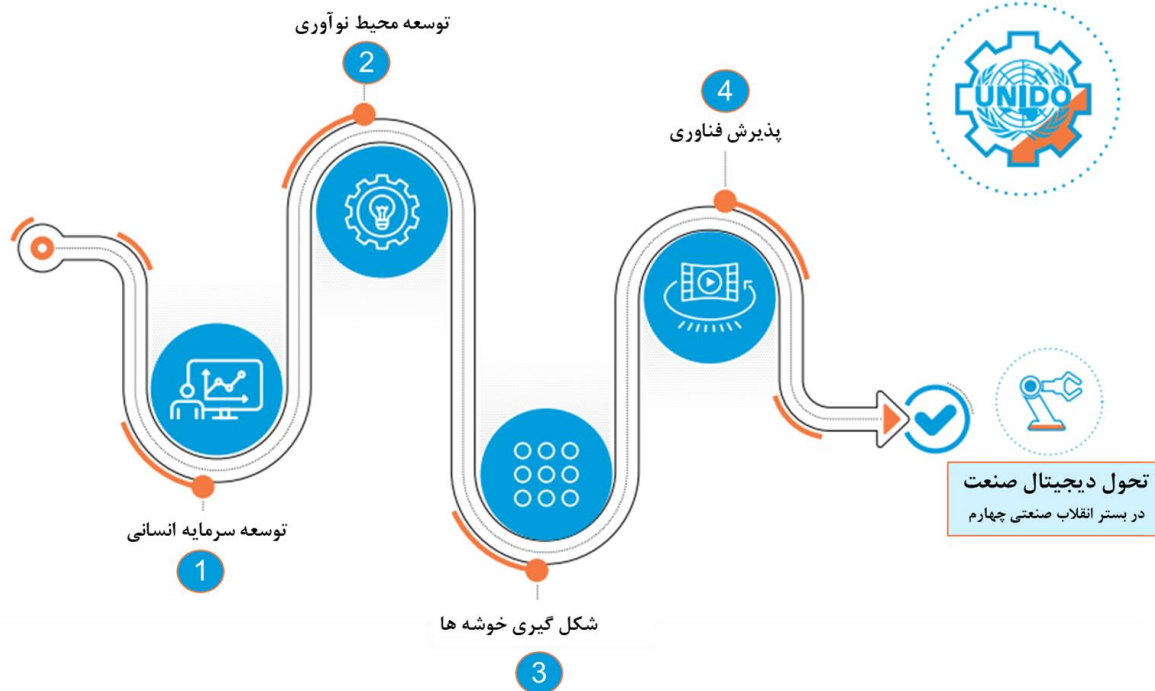 توسعه محیط نوآوری
2
4
پذیرش فناوری
UNIDO
توسعه سرمایه انسانی
1
شکل گیری خوشه ها
3
تحول دیجیتال صنعت
در بستر انقلاب صنعتی چهارم